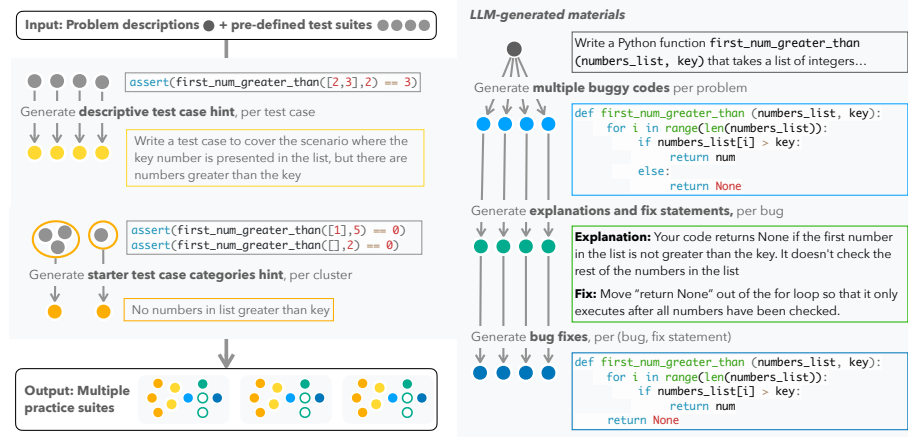 Input: Problem descriptions + pre-defined test suites
assert(first_num_greater_than([2,3],2) == 3)
Generate descriptive test case hint, per test case
Write a test case to cover the scenario where the
key number is presented in the list, but there are
numbers greater than the key
assert(first_num_greater_than([1],5) == 0)
assert(first_num_greater_than([],2) == 0)
Generate starter test case categories hint, per cluster
No numbers in list greater than key
Output: Multiple
practice suites
LLM-generated materials
Write a Python function first_num_greater_than
(numbers_list, key) that takes a list of integers…
Generate multiple buggy codes per problem
def first_num_greater_than (numbers_list, key):
for i in range(len(numbers_list)):
if numbers_list[i] > key:
return num
else:
return None
Generate explanations and fix statements, per bug
Explanation: Your code returns None if the first number
in the list is not greater than the key. It doesn't check the
rest of the numbers in the list
Fix: Move "return None" out of the for loop so that it only
executes after all numbers have been checked.
Generate bug fixes, per (bug, fix statement)
def first_num_greater_than (numbers_list, key):
for i in range(len(numbers_list)):
if numbers_list[i] > key:
return num
return None